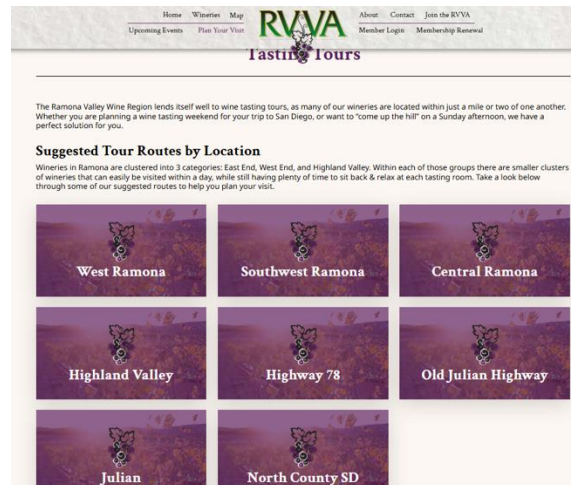 Home Wineries Map RVVA About Contact Join the RVVA
Upcoming Events Plan Your Visit Member Login Membership Renewal
Tasting Tours
The Ramona Valley Wine Region lends itself well to wine tasting tours, as many of our wineries are located within just a mile or two of one another.
Whether you are planning a wine tasting weekend for your trip to San Diego, or want to "come up the hill" on a Sunday afternoon, we have a
perfect solution for you.
Suggested Tour Routes by Location
Wineries in Ramona are clustered into 3 categories: East End, West End, and Highland Valley. Within each of those groups there are smaller clusters
of wineries that can easily be visited within a day, while still having plenty of time to sit back & relax at each tasting room. Take a look below
through some of our suggested routes to help you plan your visit.
West Ramona Southwest Ramona Central Ramona
Highland Valley Highway 78 Old Julian Highway
Julian North County SD